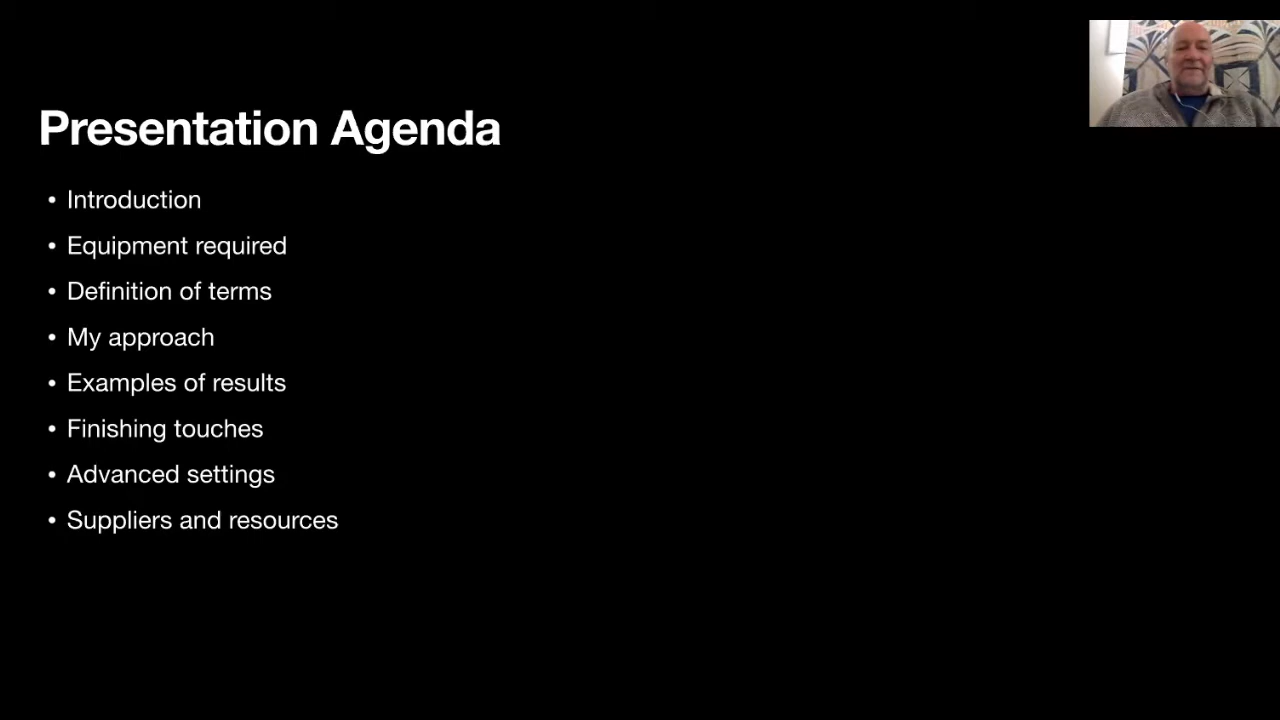 Presentation Agenda
• Introduction
• Equipment required
• Definition of terms
• My approach
• Examples of results
• Finishing touches
• Advanced settings
• Suppliers and resources